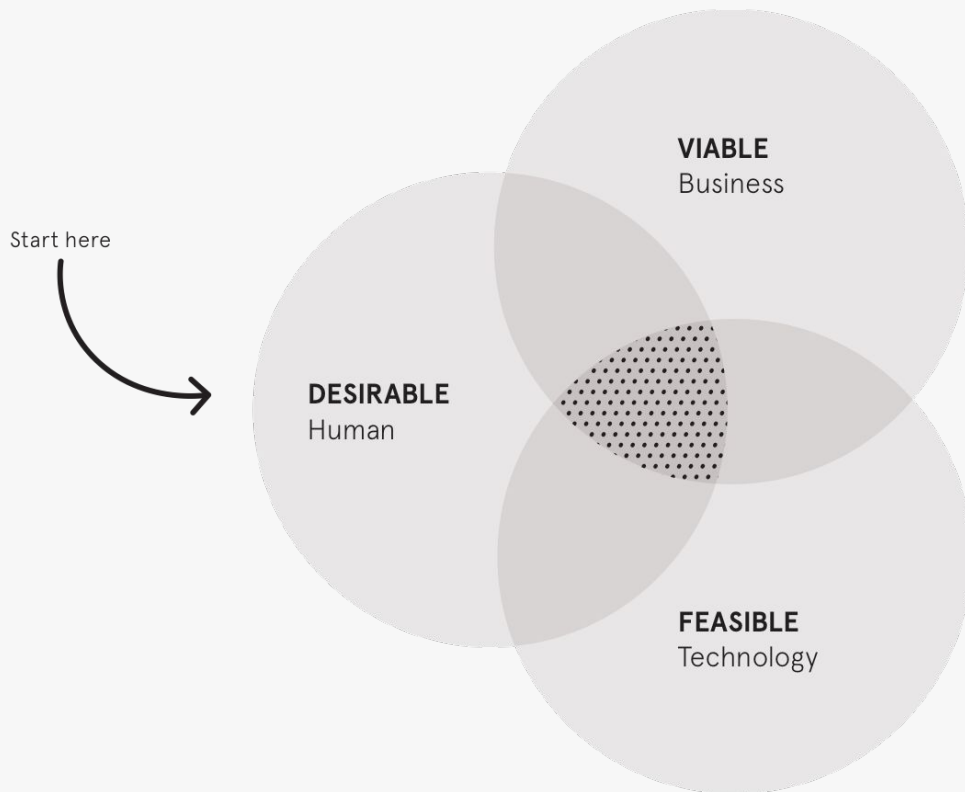 Start here
DESIRABLE
Human
VIABLE
Business
FEASIBLE
Technology